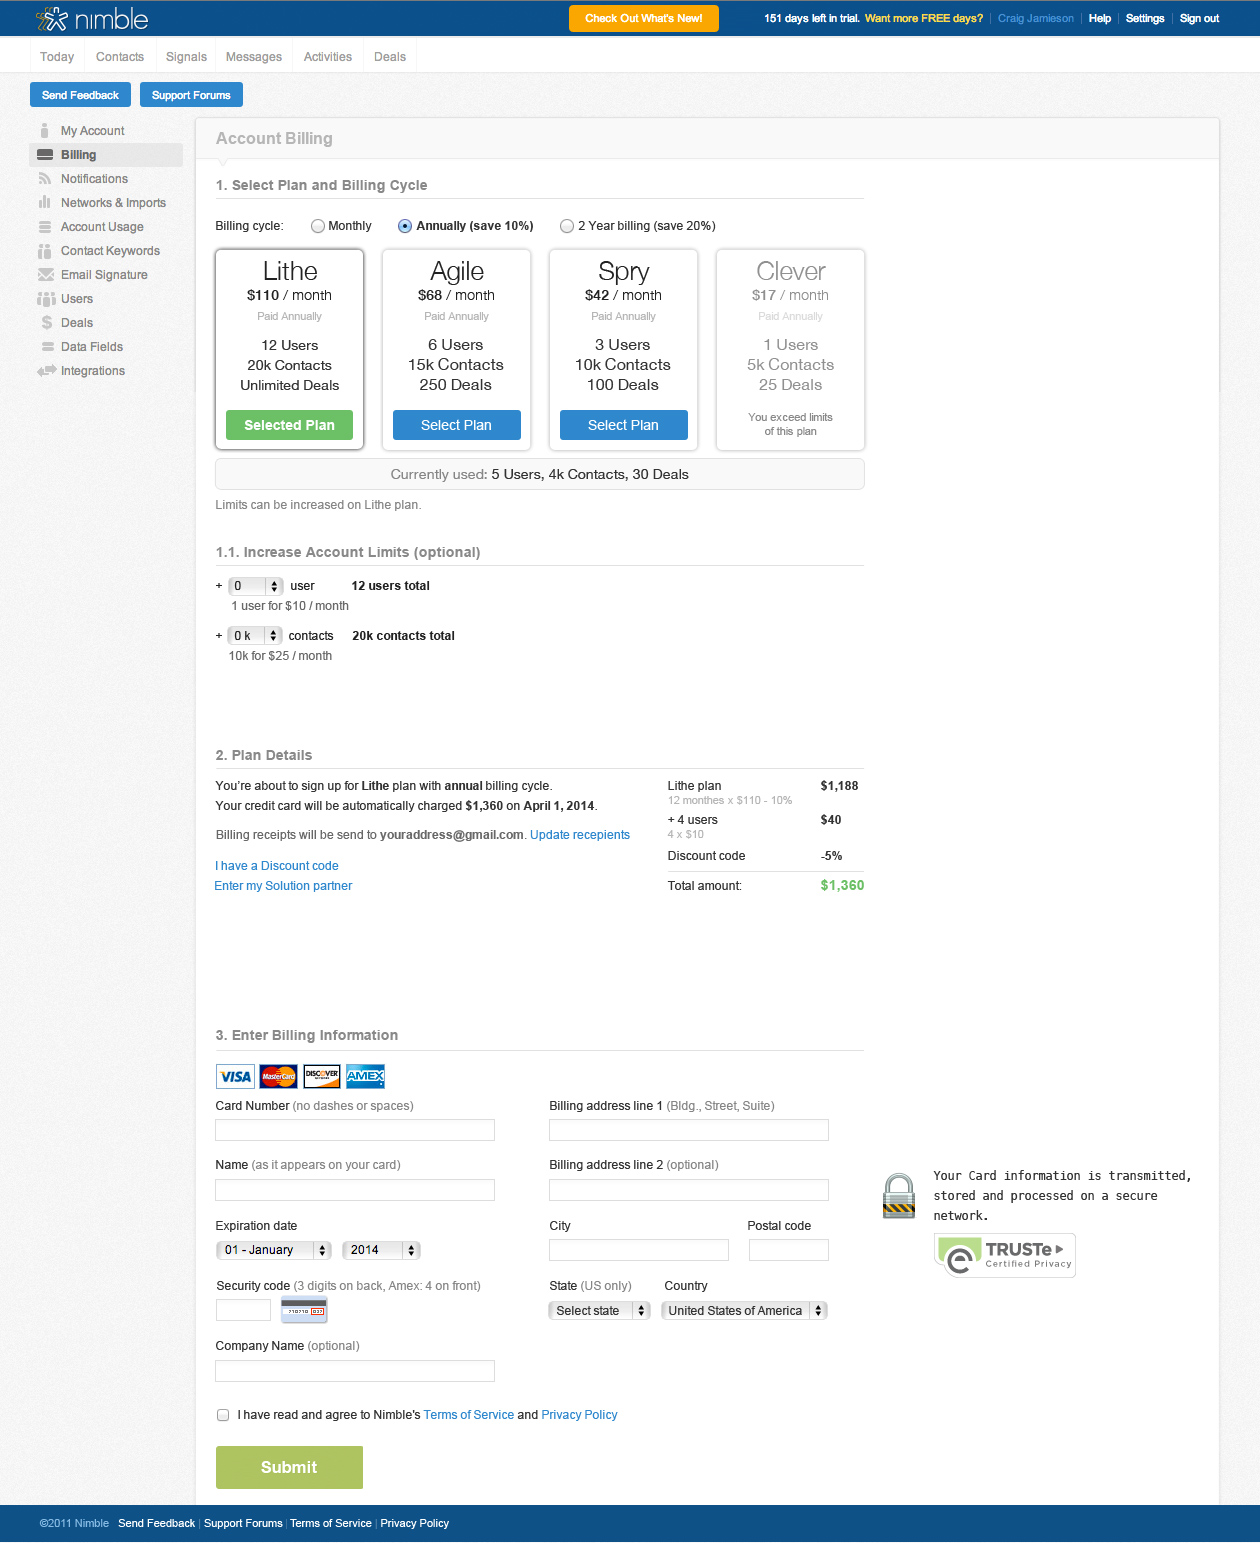 nimble
Check Out What's New!
151 days left in trial. Want more FREE days? | Craig Jamieson | Help | Settings | Sign out
Today Contacts Signals Messages Activities Deals
Send Feedback Support Forums
My Account
Billing
Notifications
Networks & Imports
Account Usage
Contact Keywords
Email Signature
Users
Deals
Data Fields
Integrations
Account Billing
1. Select Plan and Billing Cycle
Billing cycle: Monthly Annually (save 10%) 2 Year billing (save 20%)
Lithe
$110 / month
Paid Annually
12 Users
20k Contacts
Unlimited Deals
Selected Plan
Agile
$68 / month
Paid Annually
6 Users
15k Contacts
250 Deals
Select Plan
Spry
$42 / month
Paid Annually
3 Users
10k Contacts
100 Deals
Select Plan
Clever
$17 / month
Paid Annually
1 Users
5k Contacts
25 Deals
You exceed limits
of this plan
Currently used: 5 Users, 4k Contacts, 30 Deals
Limits can be increased on Lithe plan.
1.1. Increase Account Limits (optional)
+ 0 user 12 users total
1 user for $10 / month
+ 0 k contacts 20k contacts total
10k for $25 / month
2. Plan Details
You're about to sign up for Lithe plan with annual billing cycle.
Your credit card will be automatically charged $1,360 on April 1, 2014.
Billing receipts will be send to youraddress@gmail.com. Update recepients
I have a Discount code
Enter my Solution partner
Lithe plan $1,188
12 monthes x $110 - 10%
+ 4 users $40
4 x $10
Discount code -5%
Total amount: $1,360
3. Enter Billing Information
VISA MasterCard DISCOVER AMEX
Card Number (no dashes or spaces)
Name (as it appears on your card)
Expiration date
01 - January 2014
Security code (3 digits on back, Amex: 4 on front)
Company Name (optional)
Billing address line 1 (Bldg., Street, Suite)
Billing address line 2 (optional)
City Postal code
State (US only) Country
Select state United States of America
Your Card information is transmitted,
stored and processed on a secure
network.
TRUSTe
Certified Privacy
I have read and agree to Nimble's Terms of Service and Privacy Policy
Submit
©2011 Nimble Send Feedback | Support Forums | Terms of Service | Privacy Policy